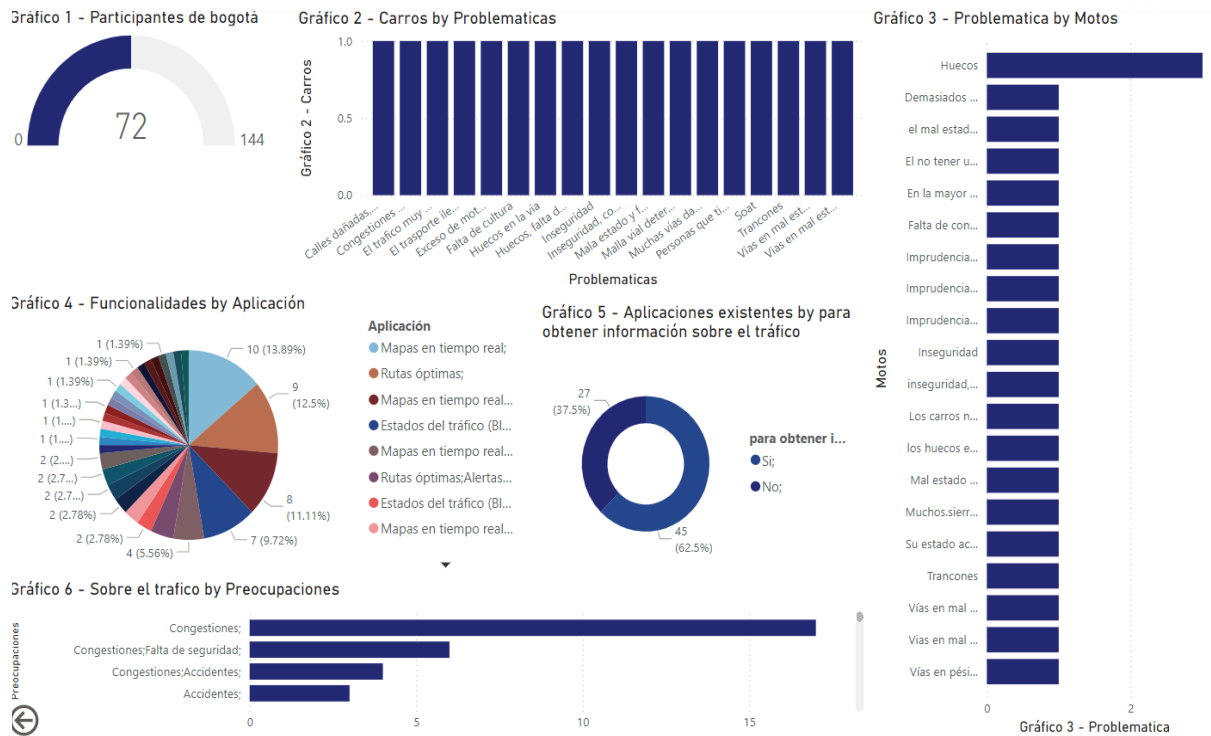 Gráfico 1 - Participantes de bogotá
0
72
144
Gráfico 2 - Carros by Problematicas
Gráfico 2 - Carros
1.0
0.5
0.0
Calles dañadas,...
Congestiones ...
El trafico muy ...
El trasporte ile...
Exceso de mot...
Falta de cultura
Huecos en la vía
Huecos, falta d...
Inseguridad
Inseguridad, co...
Mala estado y f...
Malla vial deter...
Muchas vías da...
Personas que ti...
Soat
Trancones
Vías en mal est...
Vias en mal est...
Problematicas
Gráfico 3 - Problematica by Motos
Motos
Huecos
Demasiados ...
el mal estad...
El no tener u...
En la mayor ...
Falta de con...
Imprudencia...
Imprudencia...
Imprudencia...
Inseguridad
inseguridad,...
Los carros n...
los huecos e...
Mal estado ...
Muchos.sierr...
Su estado ac...
Trancones
Vías en mal ...
Vias en mal ...
Vías en pési...
0
2
Gráfico 3 - Problematica
Gráfico 4 - Funcionalidades by Aplicación
10 (13.89%)
9
(12.5%)
8
(11.11%)
7 (9.72%)
4 (5.56%)
2 (2.78%)
2 (2.78%)
2 (2.7...)
2 (2.7...)
2 (2....)
1 (1....)
1 (1....)
1 (1.3...)
1 (1.39%)
1 (1.39%)
1 (1.39%)
Aplicación
Mapas en tiempo real;
Rutas óptimas;
Mapas en tiempo real...
Estados del tráfico (Bl...
Mapas en tiempo real...
Rutas óptimas;Alertas...
Estados del tráfico (Bl...
Mapas en tiempo real...
Gráfico 5 - Aplicaciones existentes by para
obtener información sobre el tráfico
27
(37.5%)
45
(62.5%)
para obtener i...
Si;
No;
Gráfico 6 - Sobre el trafico by Preocupaciones
Preocupaciones
Congestiones;
Congestiones;Falta de seguridad;
Congestiones;Accidentes;
Accidentes;
0
5
10
15